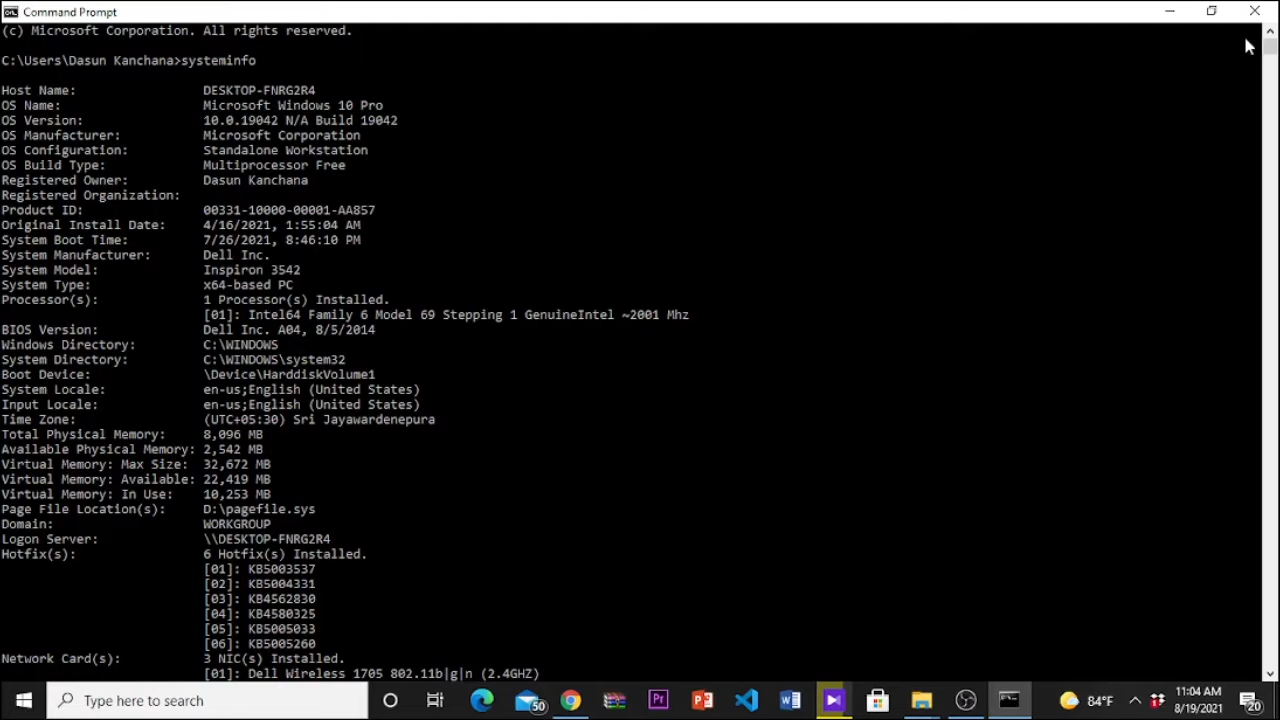 Command Prompt
(c) Microsoft Corporation. All rights reserved.
C:\Users\Dasun Kanchana>systeminfo
Host Name: DESKTOP-FNRG2R4
OS Name: Microsoft Windows 10 Pro
OS Version: 10.0.19042 N/A Build 19042
OS Manufacturer: Microsoft Corporation
OS Configuration: Standalone Workstation
OS Build Type: Multiprocessor Free
Registered Owner: Dasun Kanchana
Registered Organization:
Product ID: 00331-10000-00001-AA857
Original Install Date: 4/16/2021, 1:55:04 AM
System Boot Time: 7/26/2021, 8:46:10 PM
System Manufacturer: Dell Inc.
System Model: Inspiron 3542
System Type: x64-based PC
Processor(s): 1 Processor(s) Installed.
[01]: Intel64 Family 6 Model 69 Stepping 1 GenuineIntel ~2001 Mhz
BIOS Version: Dell Inc. A04, 8/5/2014
Windows Directory: C:\WINDOWS
System Directory: C:\WINDOWS\system32
Boot Device: \Device\HarddiskVolume1
System Locale: en-us;English (United States)
Input Locale: en-us;English (United States)
Time Zone: (UTC+05:30) Sri Jayawardenepura
Total Physical Memory: 8,096 MB
Available Physical Memory: 2,542 MB
Virtual Memory: Max Size: 32,672 MB
Virtual Memory: Available: 22,419 MB
Virtual Memory: In Use: 10,253 MB
Page File Location(s): D:\pagefile.sys
Domain: WORKGROUP
Logon Server: \\DESKTOP-FNRG2R4
Hotfix(s): 6 Hotfix(s) Installed.
[01]: KB5003537
[02]: KB5004331
[03]: KB4562830
[04]: KB4580325
[05]: KB5005033
[06]: KB5005260
Network Card(s): 3 NIC(s) Installed.
[01]: Dell Wireless 1705 802.11b|g|n (2.4GHZ)
Type here to search
50
Pr
84°F
11:04 AM
8/19/2021
20